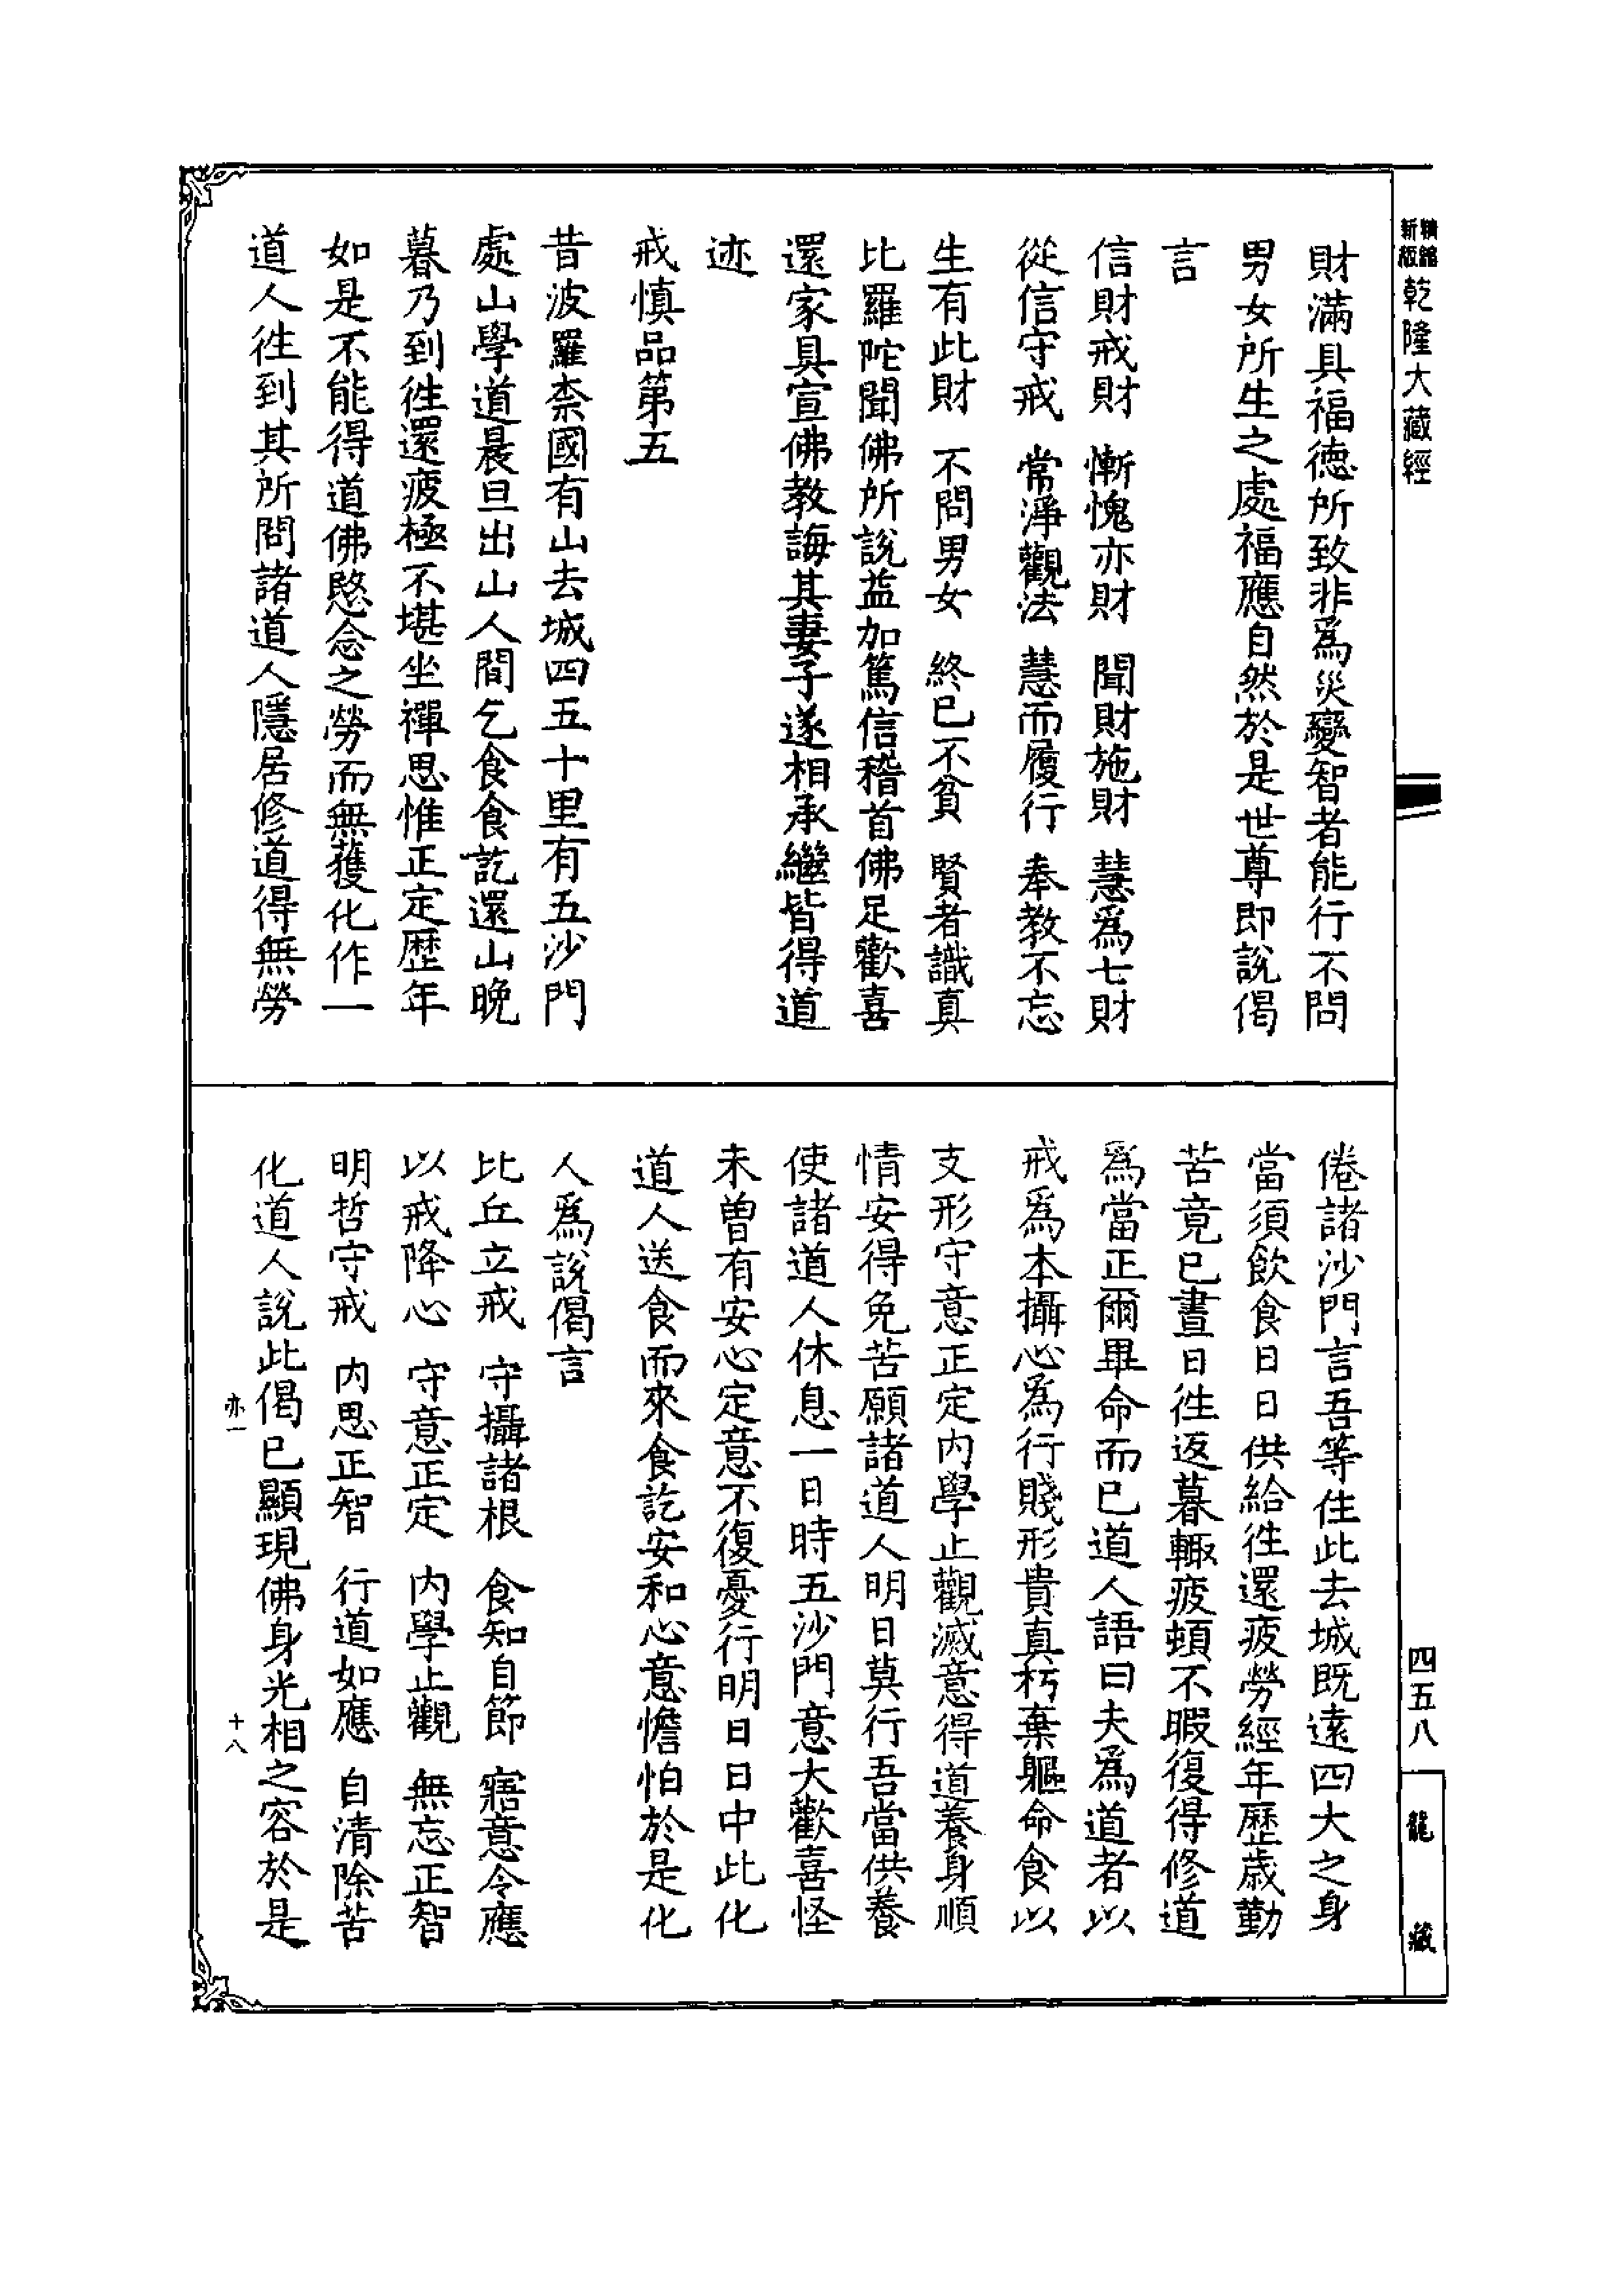 精縮新版乾隆大藏經
財滿具福德所致非為災變智者能行不問
男女所生之處福應自然於是世尊即說偈
言
信財戒財　慚愧亦財　聞財施財　慧為七財
從信守戒　常淨觀法　慧而履行　奉教不忘
生有此財　不問男女　終已不貧　賢者識真
比羅陀聞佛所說益加篤信稽首佛足歡喜
還家具宣佛教誨其妻子遂相承繼皆得道
迹
戒慎品第五
昔波羅柰國有山去城四五十里有五沙門
處山學道晨旦出山人間乞食食訖還山晚
暮乃到徃還疲極不堪坐禪思惟正定歷年
如是不能得道佛愍念之勞而無獲化作一
道人徃到其所問諸道人隱居修道得無勞
倦諸沙門言吾等住此去城既遠四大之身
當須飲食日日供給徃還疲勞經年歷歲勤
苦竟已晝日徃返暮輙疲頓不暇復得修道
為當正爾畢命而已道人語曰夫為道者以
戒為本攝心為行賤形貴真朽棄軀命食以
支形守意正定內學止觀滅意得道養身順
情安得免苦願諸道人明日莫行吾當供養
使諸道人休息一日時五沙門意大歡喜怪
未曾有安心定意不復憂行明日日中此化
道人送食而來食訖安和心意憺怕於是化
人為說偈言
比丘立戒　守攝諸根　食知自節　寤意令應
以戒降心　守意正定　內學止觀　無忘正智
明哲守戒　內思正智　行道如應　自清除苦
化道人說此偈已顯現佛身光相之容於是
亦一　十八
四五八
龍藏